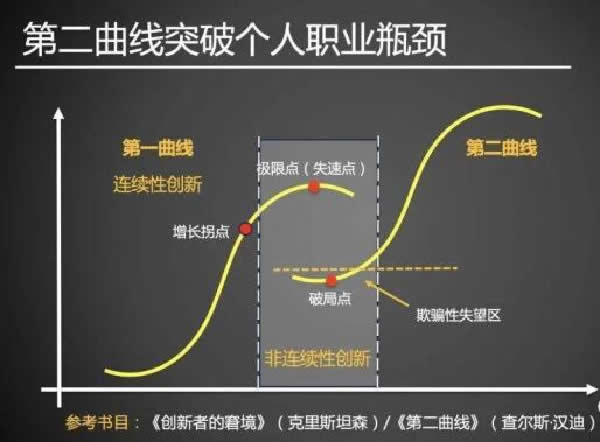 第二曲线突破个人职业瓶颈
第一曲线
连续性创新
极限点（失速点）
第二曲线
增长拐点
破局点
欺骗性失望区
非连续性创新
参考书目：《创新者的窘境》（克里斯坦森）/《第二曲线》（查尔斯·汉迪）